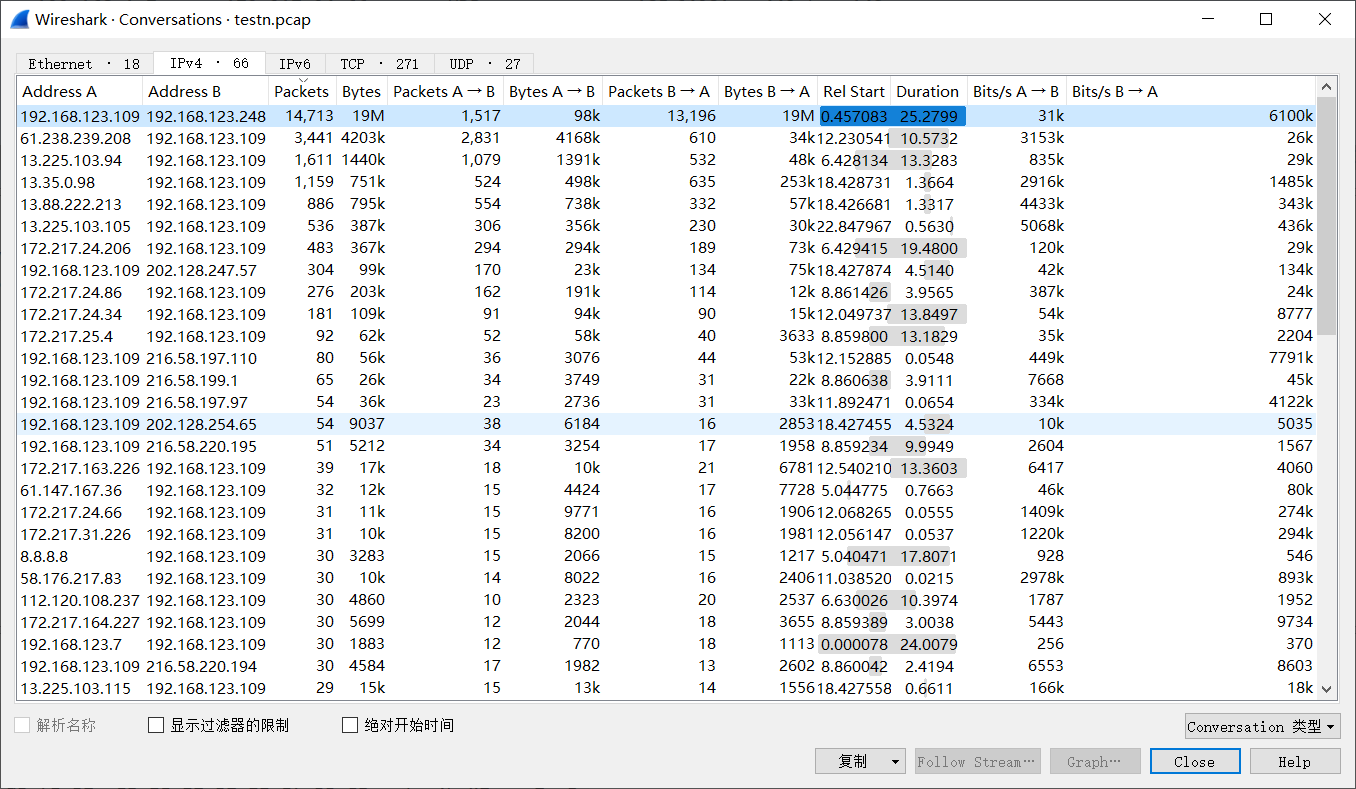 Wireshark · Conversations · testn.pcap
Ethernet · 18 IPv4 · 66 IPv6 TCP · 271 UDP · 27
Address A Address B Packets Bytes Packets A → B Bytes A → B Packets B → A Bytes B → A Rel Start Duration Bits/s A → B Bits/s B → A
192.168.123.109 192.168.123.248 14,713 19M 1,517 98k 13,196 19M 0.457083 25.2799 31k 6100k
61.238.239.208 192.168.123.109 3,441 4203k 2,831 4168k 610 34k 12.230541 10.5732 3153k 26k
13.225.103.94 192.168.123.109 1,611 1440k 1,079 1391k 532 48k 6.428134 13.3283 835k 29k
13.35.0.98 192.168.123.109 1,159 751k 524 498k 635 253k 18.428731 1.3664 2916k 1485k
13.88.222.213 192.168.123.109 886 795k 554 738k 332 57k 18.426681 1.3317 4433k 343k
13.225.103.105 192.168.123.109 536 387k 306 356k 230 30k 22.847967 0.5630 5068k 436k
172.217.24.206 192.168.123.109 483 367k 294 294k 189 73k 6.429415 19.4800 120k 29k
192.168.123.109 202.128.247.57 304 99k 170 23k 134 75k 18.427874 4.5140 42k 134k
172.217.24.86 192.168.123.109 276 203k 162 191k 114 12k 8.861426 3.9565 387k 24k
172.217.24.34 192.168.123.109 181 109k 91 94k 90 15k 12.049737 13.8497 54k 8777
172.217.25.4 192.168.123.109 92 62k 52 58k 40 3633 8.859800 13.1829 35k 2204
192.168.123.109 216.58.197.110 80 56k 36 3076 44 53k 12.152885 0.0548 449k 7791k
192.168.123.109 216.58.199.1 65 26k 34 3749 31 22k 8.860638 3.9111 7668 45k
192.168.123.109 216.58.197.97 54 36k 23 2736 31 33k 11.892471 0.0654 334k 4122k
192.168.123.109 202.128.254.65 54 9037 38 6184 16 2853 18.427455 4.5324 10k 5035
192.168.123.109 216.58.220.195 51 5212 34 3254 17 1958 8.859234 9.9949 2604 1567
172.217.163.226 192.168.123.109 39 17k 18 10k 21 6781 12.540210 13.3603 6417 4060
61.147.167.36 192.168.123.109 32 12k 15 4424 17 7728 5.044775 0.7663 46k 80k
172.217.24.66 192.168.123.109 31 11k 15 9771 16 1906 12.068265 0.0555 1409k 274k
172.217.31.226 192.168.123.109 31 10k 15 8200 16 1981 12.056147 0.0537 1220k 294k
8.8.8.8 192.168.123.109 30 3283 15 2066 15 1217 5.040471 17.8071 928 546
58.176.217.83 192.168.123.109 30 10k 14 8022 16 2406 11.038520 0.0215 2978k 893k
112.120.108.237 192.168.123.109 30 4860 10 2323 20 2537 6.630026 10.3974 1787 1952
172.217.164.227 192.168.123.109 30 5699 12 2044 18 3655 8.859389 3.0038 5443 9734
192.168.123.7 192.168.123.109 30 1883 12 770 18 1113 0.000078 24.0079 256 370
192.168.123.109 216.58.220.194 30 4584 17 1982 13 2602 8.860042 2.4194 6553 8603
13.225.103.115 192.168.123.109 29 15k 15 13k 14 1556 18.427558 0.6611 166k 18k
解析名称 显示过滤器的限制 绝对开始时间 Conversation 类型
复制 Follow Stream… Graph… Close Help